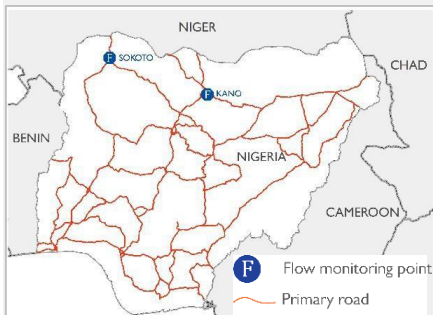 NIGER
F SOKOTO
CHAD
F KANO
BENIN
NIGERIA
CAMEROON
F Flow monitoring point
Primary road